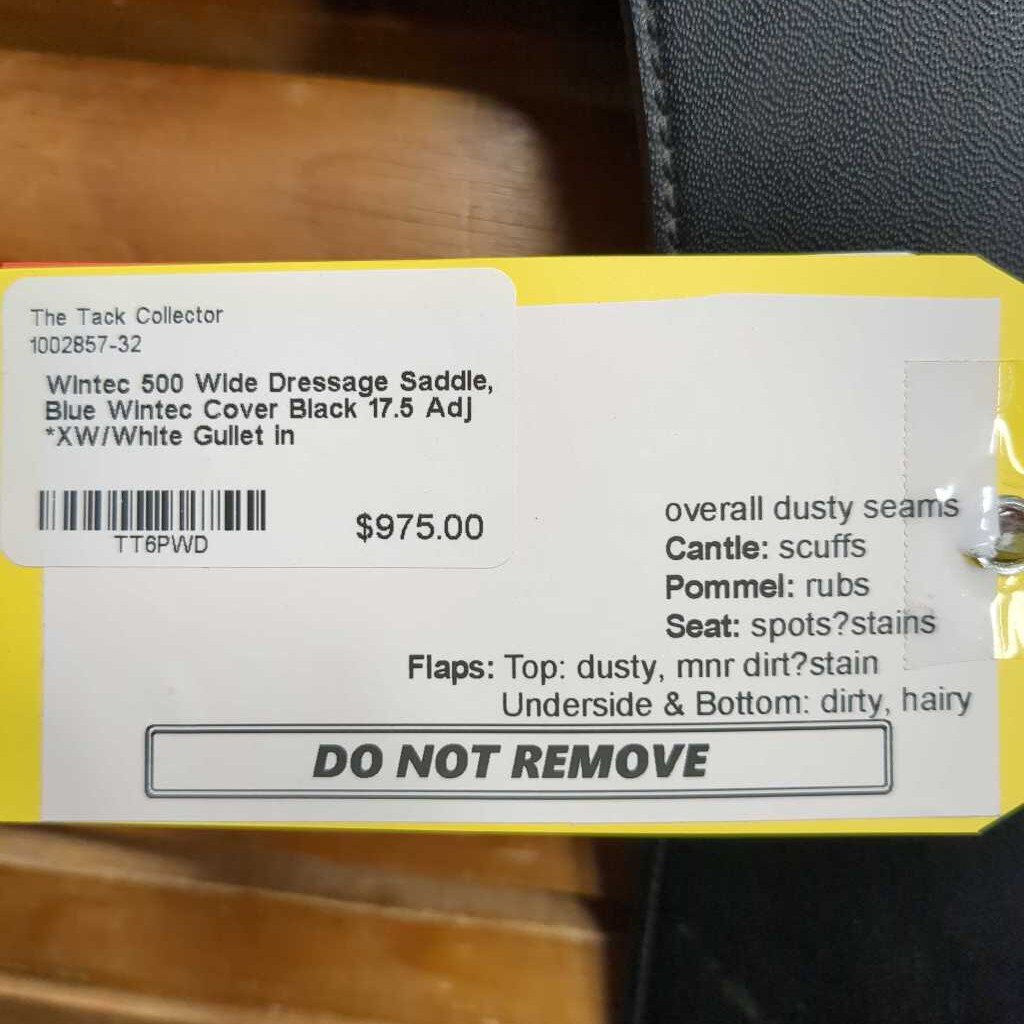 The Tack Collector
1002857-32
Wintec 500 Wide Dressage Saddle,
Blue Wintec Cover Black 17.5 Adj
*XW/White Gullet in
TT6PWD
$975.00
overall dusty seams
Cantle: scuffs
Pommel: rubs
Seat: spots?stains
Flaps: Top: dusty, mnr dirt?stain
Underside & Bottom: dirty, hairy
DO NOT REMOVE